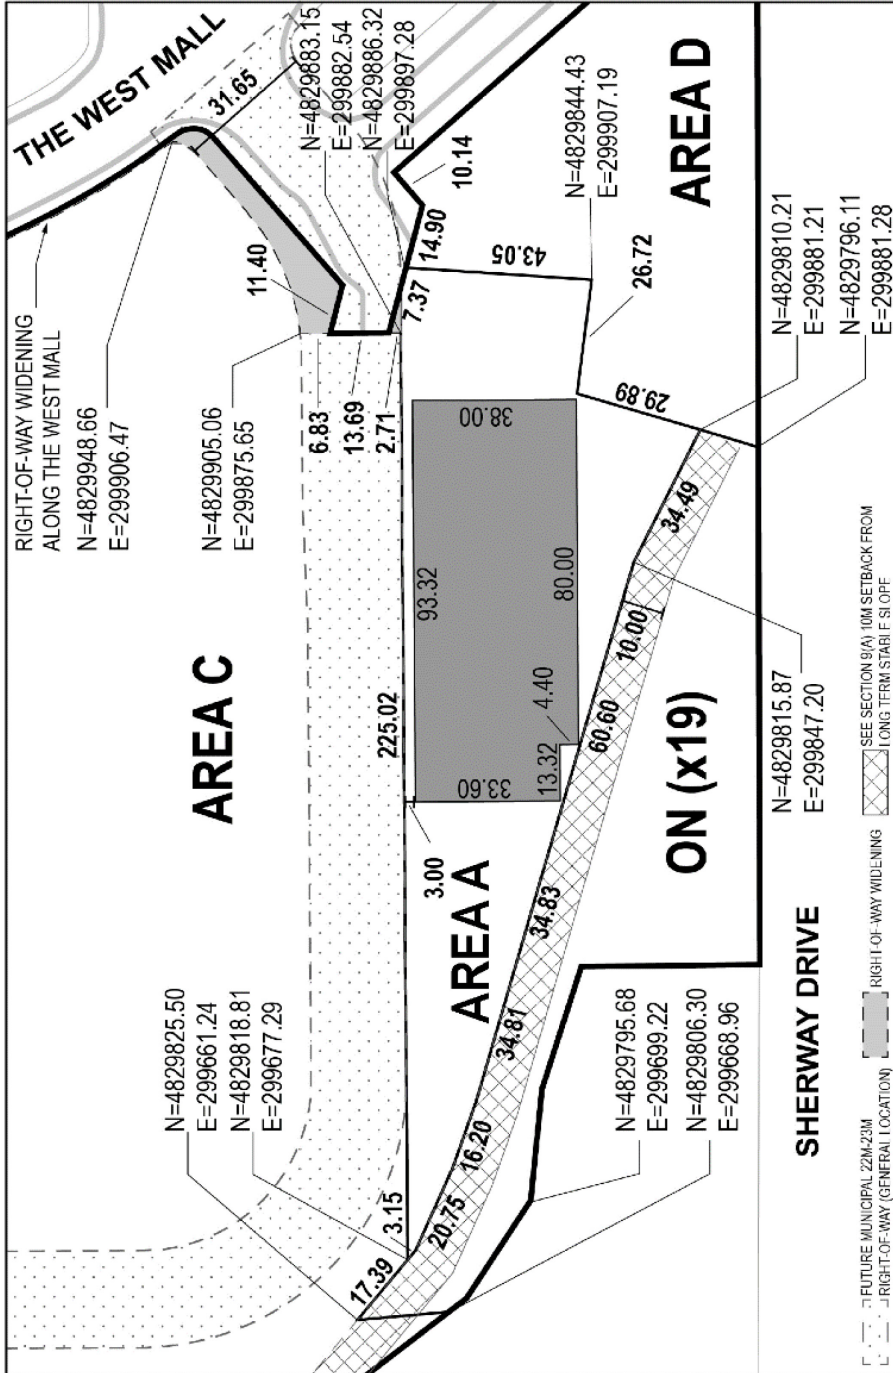 THE WEST MALL
31.65
RIGHT-OF-WAY WIDENING
ALONG THE WEST MALL
N=4829948.66
E=299906.47
N=4829905.06
E=299875.65
11.40
6.83
13.69
2.71
N=4829883.15
E=299882.54
N=4829886.32
E=299897.28
10.14
14.90
7.37
N=4829844.43
E=299907.19
AREA D
43.05
26.72
29.89
N=4829810.21
E=299881.21
N=4829796.11
E=299881.28
AREA C
225.02
93.32
38.00
80.00
4.40
13.32
33.60
3.00
AREA A
34.49
10.00
60.60
34.83
34.81
16.20
20.75
3.15
17.39
ON (x19)
N=4829815.87
E=299847.20
N=4829825.50
E=299661.24
N=4829818.81
E=299677.29
N=4829795.68
E=299699.22
N=4829806.30
E=299668.96
SHERWAY DRIVE
FUTURE MUNICIPAL 22M-23M
RIGHT-OF-WAY (GENERAL LOCATION)
RIGHT-OF-WAY WIDENING
SEE SECTION 9(A) 10M SETBACK FROM
LONG TERM STABLE SLOPE